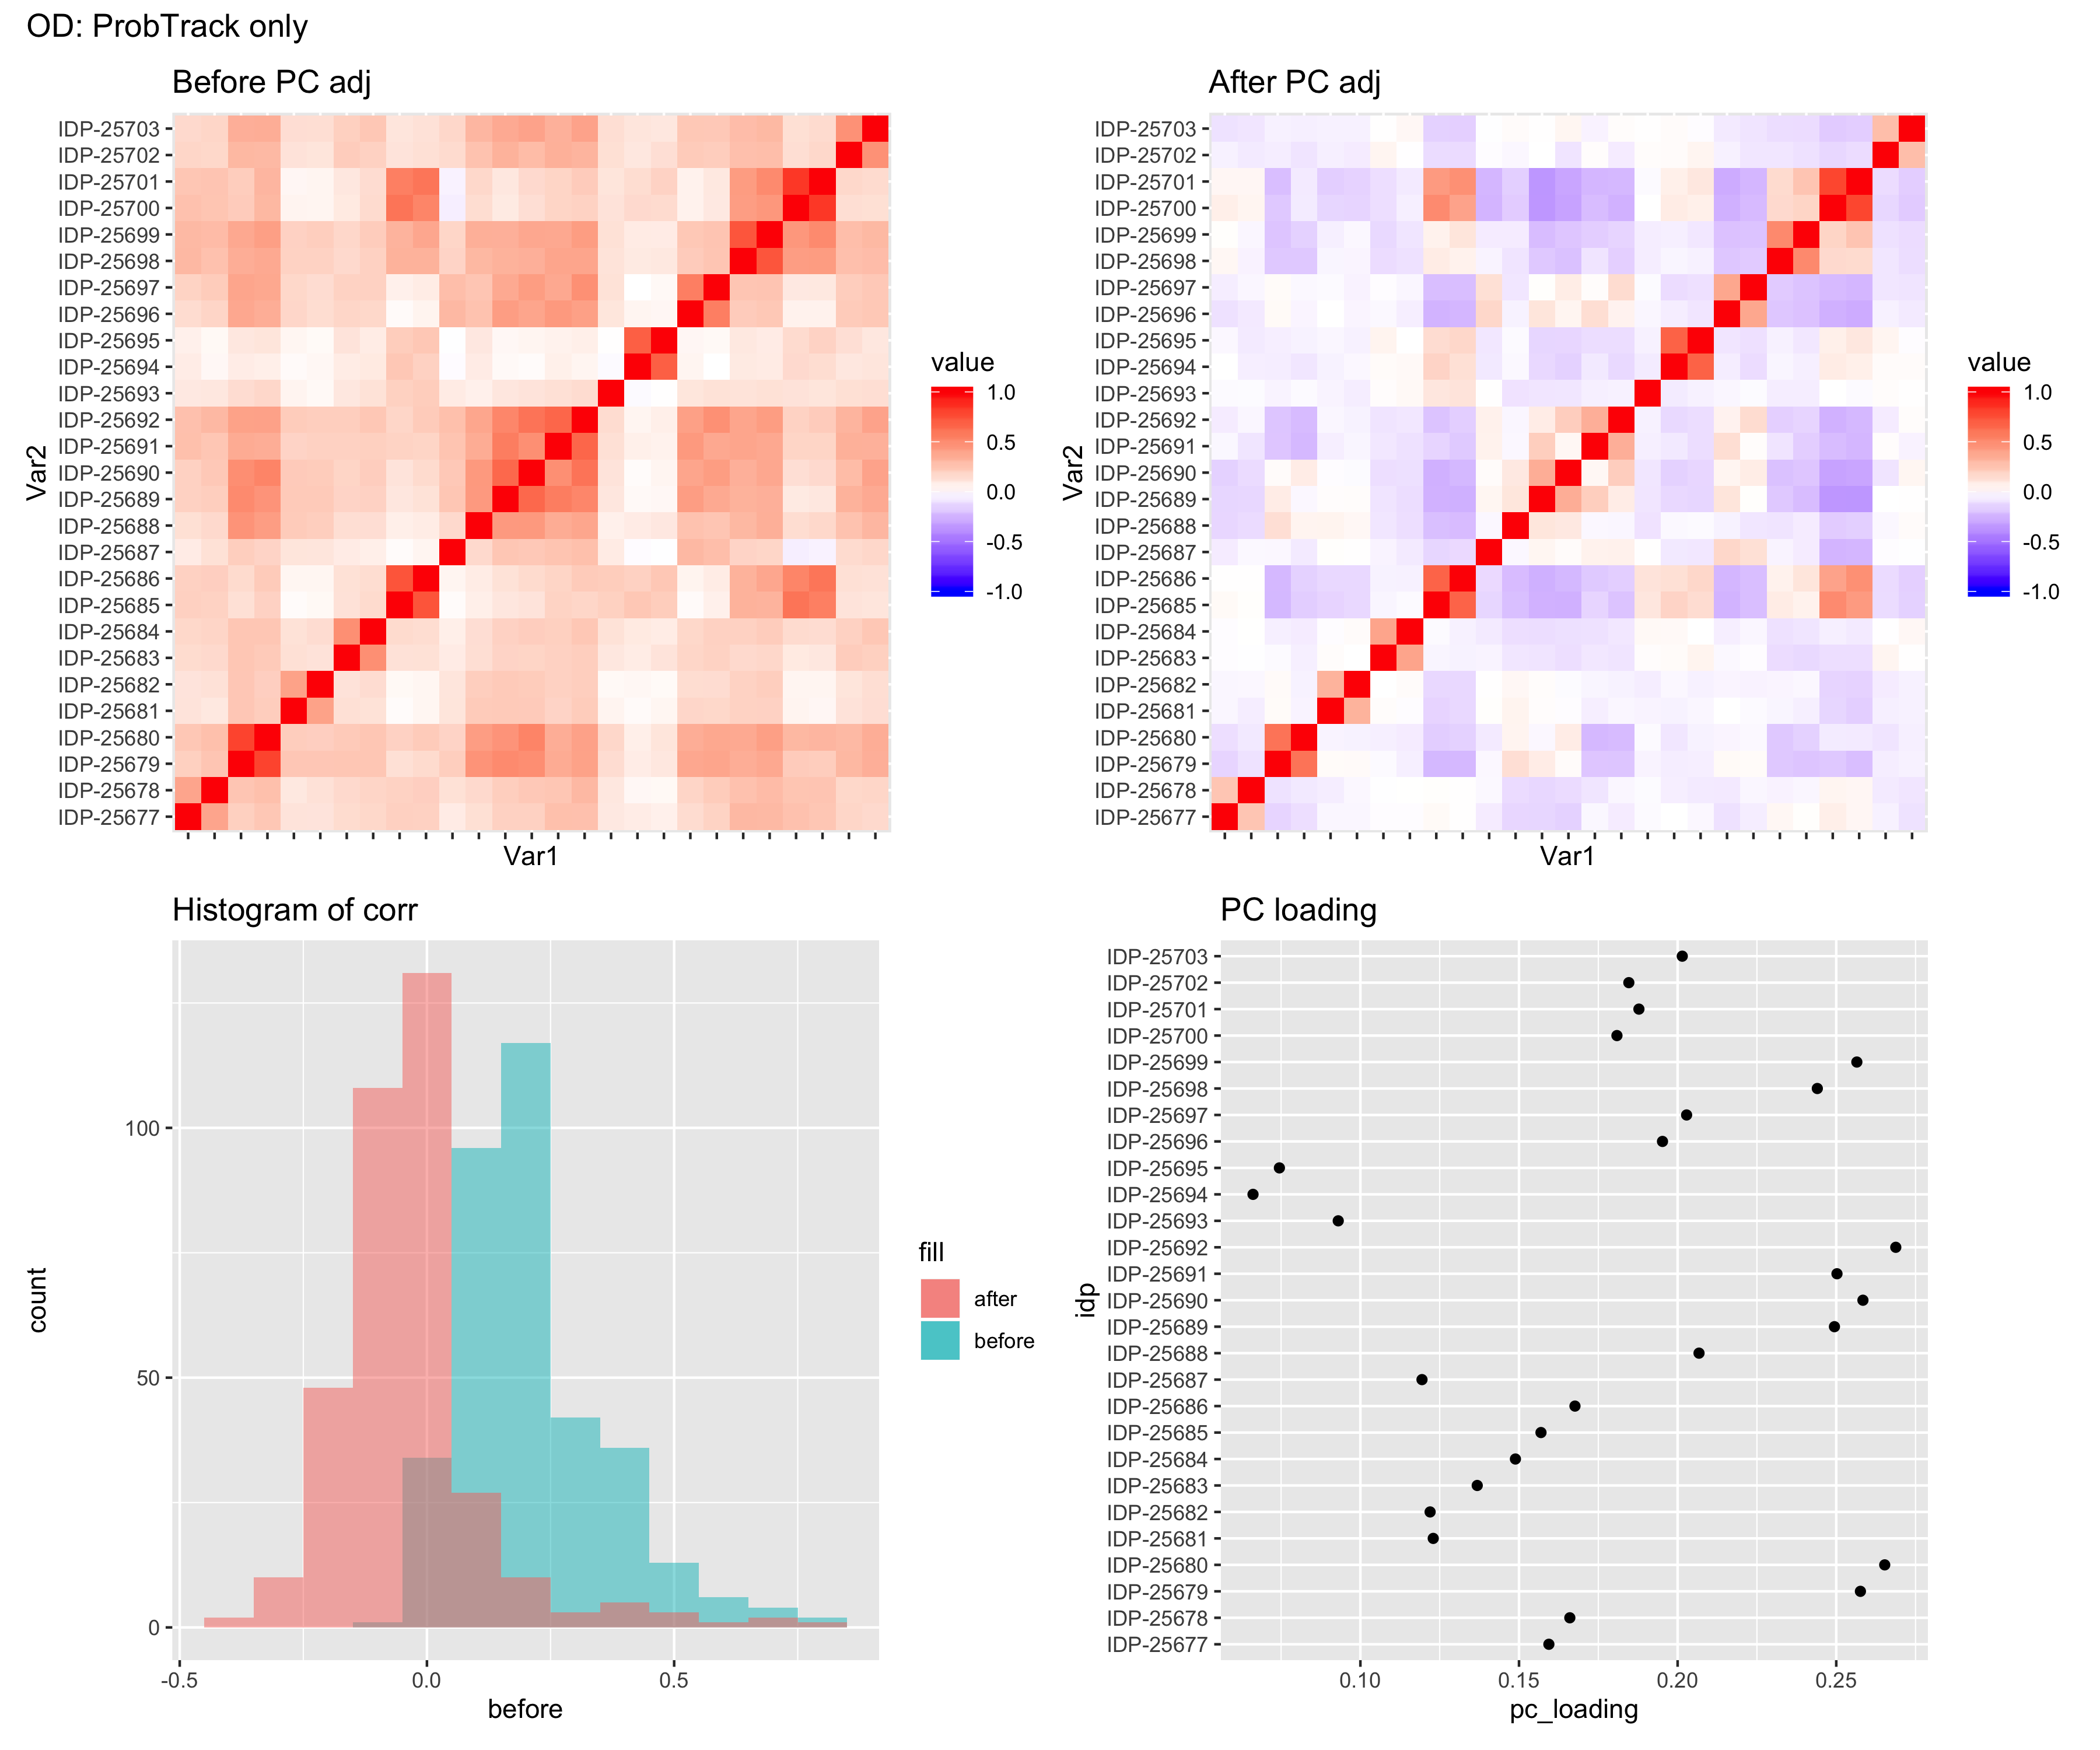 OD: ProbTrack only
Before PC adj
IDP-25703
IDP-25702
IDP-25701
IDP-25700
IDP-25699
IDP-25698
IDP-25697
IDP-25696
IDP-25695
IDP-25694
IDP-25693
IDP-25692
IDP-25691
IDP-25690
IDP-25689
IDP-25688
IDP-25687
IDP-25686
IDP-25685
IDP-25684
IDP-25683
IDP-25682
IDP-25681
IDP-25680
IDP-25679
IDP-25678
IDP-25677
Var2
Var1
value
1.0
0.5
0.0
-0.5
-1.0
After PC adj
IDP-25703
IDP-25702
IDP-25701
IDP-25700
IDP-25699
IDP-25698
IDP-25697
IDP-25696
IDP-25695
IDP-25694
IDP-25693
IDP-25692
IDP-25691
IDP-25690
IDP-25689
IDP-25688
IDP-25687
IDP-25686
IDP-25685
IDP-25684
IDP-25683
IDP-25682
IDP-25681
IDP-25680
IDP-25679
IDP-25678
IDP-25677
Var2
Var1
value
1.0
0.5
0.0
-0.5
-1.0
Histogram of corr
100
50
0
count
-0.5 0.0 0.5
before
fill
after
before
PC loading
IDP-25703
IDP-25702
IDP-25701
IDP-25700
IDP-25699
IDP-25698
IDP-25697
IDP-25696
IDP-25695
IDP-25694
IDP-25693
IDP-25692
IDP-25691
IDP-25690
IDP-25689
IDP-25688
IDP-25687
IDP-25686
IDP-25685
IDP-25684
IDP-25683
IDP-25682
IDP-25681
IDP-25680
IDP-25679
IDP-25678
IDP-25677
idp
0.10 0.15 0.20 0.25
pc_loading